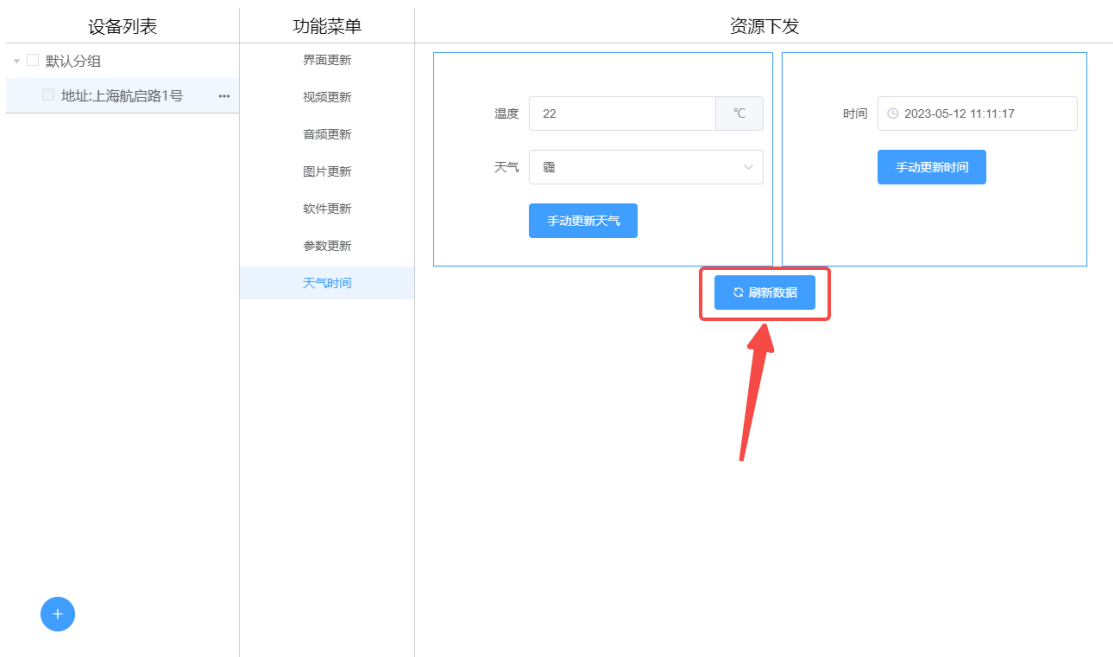 设备列表
默认分组
地址:上海航启路1号
功能菜单
界面更新
视频更新
音频更新
图片更新
软件更新
参数更新
天气时间
资源下发
温度 22 ℃
天气 霾
手动更新天气
时间 2023-05-12 11:11:17
手动更新时间
刷新数据